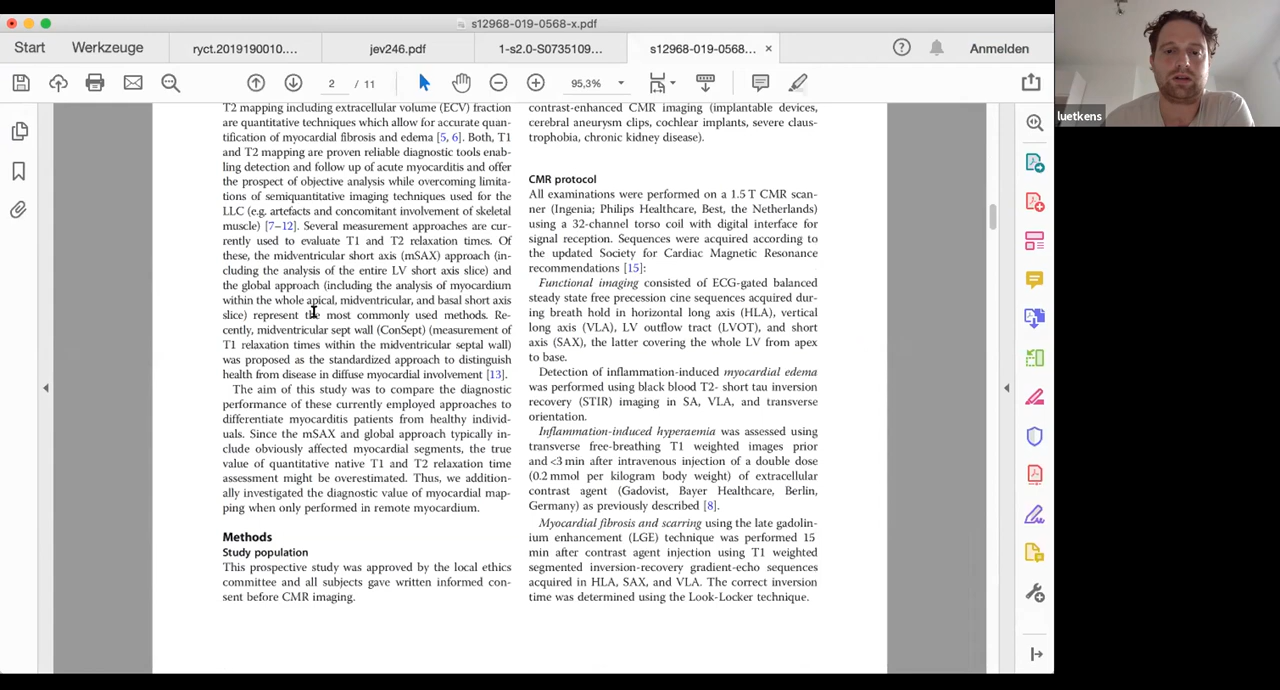 s12968-019-0568-x.pdf
Start
Werkzeuge
ryct.2019190010....
jev246.pdf
1-s2.0-S0735109...
s12968-019-0568... ×
Anmelden
2 / 11
95,3%
luetkens
T2 mapping including extracellular volume (ECV) fraction
are quantitative techniques which allow for accurate quan-
tification of myocardial fibrosis and edema [5, 6]. Both, T1
and T2 mapping are proven reliable diagnostic tools enab-
ling detection and follow up of acute myocarditis and offer
the prospect of objective analysis while overcoming limita-
tions of semiquantitative imaging techniques used for the
LLC (e.g. artefacts and concomitant involvement of skeletal
muscle) [7–12]. Several measurement approaches are cur-
rently used to evaluate T1 and T2 relaxation times. Of
these, the midventricular short axis (mSAX) approach (in-
cluding the analysis of the entire LV short axis slice) and
the global approach (including the analysis of myocardium
within the whole apical, midventricular, and basal short axis
slice) represent the most commonly used methods. Re-
cently, midventricular sept wall (ConSept) (measurement of
T1 relaxation times within the midventricular septal wall)
was proposed as the standardized approach to distinguish
health from disease in diffuse myocardial involvement [13].
The aim of this study was to compare the diagnostic
performance of these currently employed approaches to
differentiate myocarditis patients from healthy individ-
uals. Since the mSAX and global approach typically in-
clude obviously affected myocardial segments, the true
value of quantitative native T1 and T2 relaxation time
assessment might be overestimated. Thus, we addition-
ally investigated the diagnostic value of myocardial map-
ping when only performed in remote myocardium.
Methods
Study population
This prospective study was approved by the local ethics
committee and all subjects gave written informed con-
sent before CMR imaging.
contrast-enhanced CMR imaging (implantable devices,
cerebral aneurysm clips, cochlear implants, severe claus-
trophobia, chronic kidney disease).
CMR protocol
All examinations were performed on a 1.5 T CMR scan-
ner (Ingenia; Philips Healthcare, Best, the Netherlands)
using a 32-channel torso coil with digital interface for
signal reception. Sequences were acquired according to
the updated Society for Cardiac Magnetic Resonance
recommendations [15]:
Functional imaging consisted of ECG-gated balanced
steady state free precession cine sequences acquired dur-
ing breath hold in horizontal long axis (HLA), vertical
long axis (VLA), LV outflow tract (LVOT), and short
axis (SAX), the latter covering the whole LV from apex
to base.
Detection of inflammation-induced myocardial edema
was performed using black blood T2- short tau inversion
recovery (STIR) imaging in SA, VLA, and transverse
orientation.
Inflammation-induced hyperaemia was assessed using
transverse free-breathing T1 weighted images prior
and <3 min after intravenous injection of a double dose
(0.2 mmol per kilogram body weight) of extracellular
contrast agent (Gadovist, Bayer Healthcare, Berlin,
Germany) as previously described [8].
Myocardial fibrosis and scarring using the late gadolin-
ium enhancement (LGE) technique was performed 15
min after contrast agent injection using T1 weighted
segmented inversion-recovery gradient-echo sequences
acquired in HLA, SAX, and VLA. The correct inversion
time was determined using the Look-Locker technique.